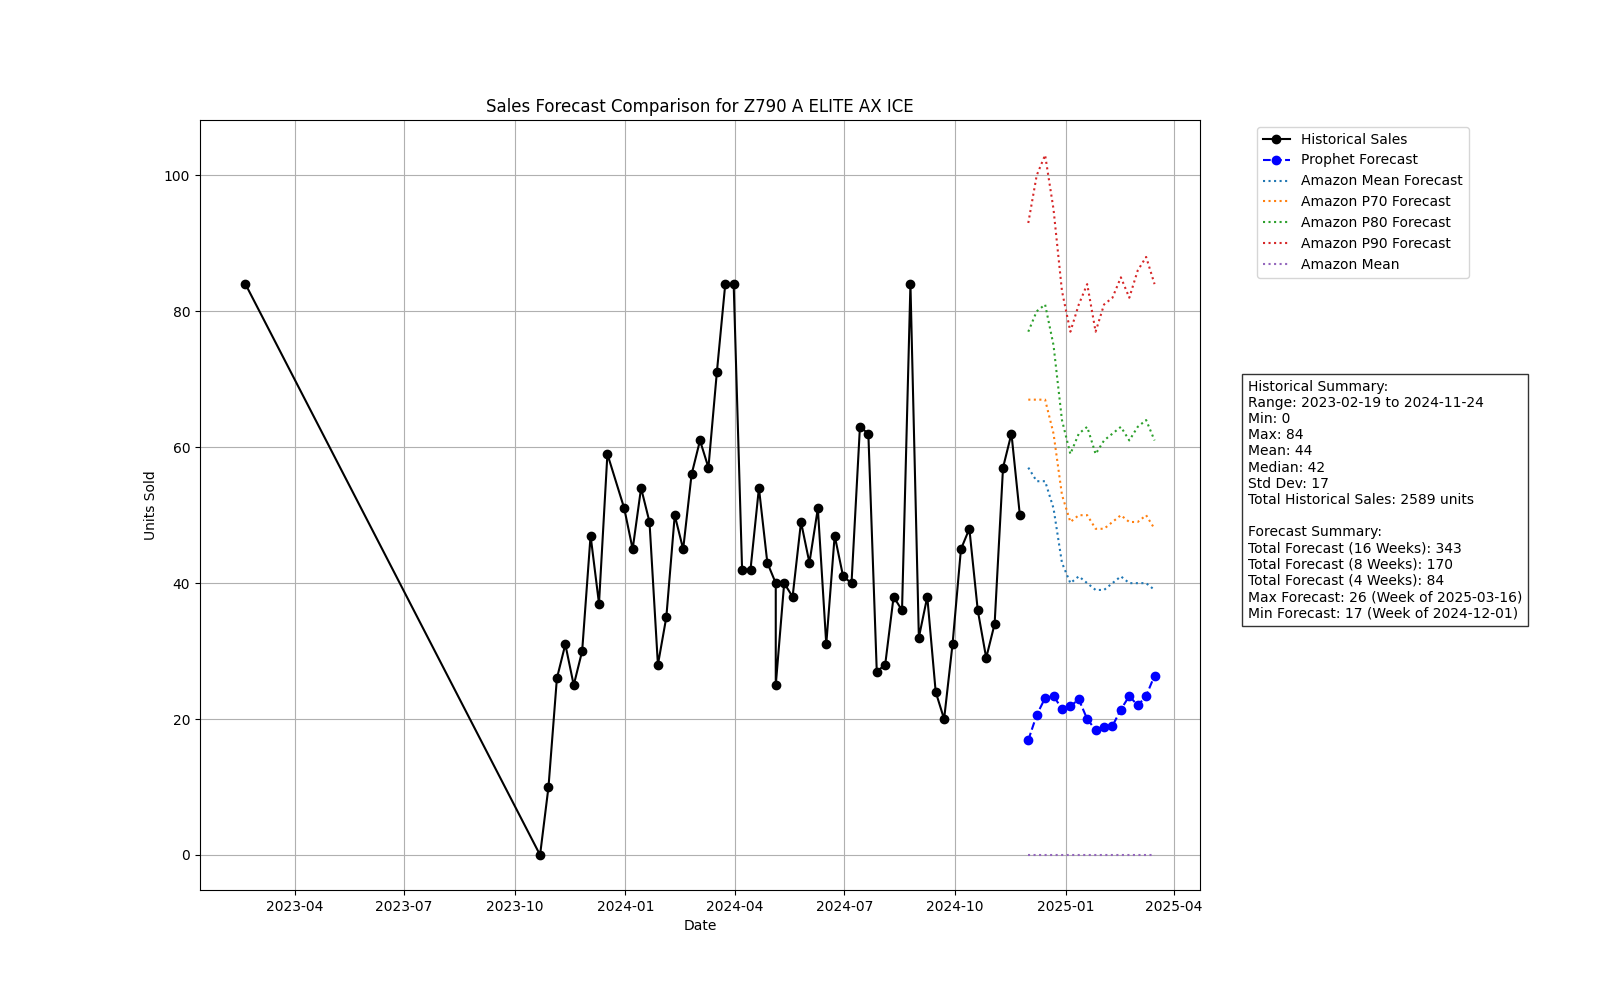 Sales Forecast Comparison for Z790 A ELITE AX ICE
Units Sold
100
80
60
40
20
0
2023-04
2023-07
2023-10
2024-01
2024-04
2024-07
2024-10
2025-01
2025-04
Date
Historical Sales
Prophet Forecast
Amazon Mean Forecast
Amazon P70 Forecast
Amazon P80 Forecast
Amazon P90 Forecast
Amazon Mean
Historical Summary:
Range: 2023-02-19 to 2024-11-24
Min: 0
Max: 84
Mean: 44
Median: 42
Std Dev: 17
Total Historical Sales: 2589 units
Forecast Summary:
Total Forecast (16 Weeks): 343
Total Forecast (8 Weeks): 170
Total Forecast (4 Weeks): 84
Max Forecast: 26 (Week of 2025-03-16)
Min Forecast: 17 (Week of 2024-12-01)